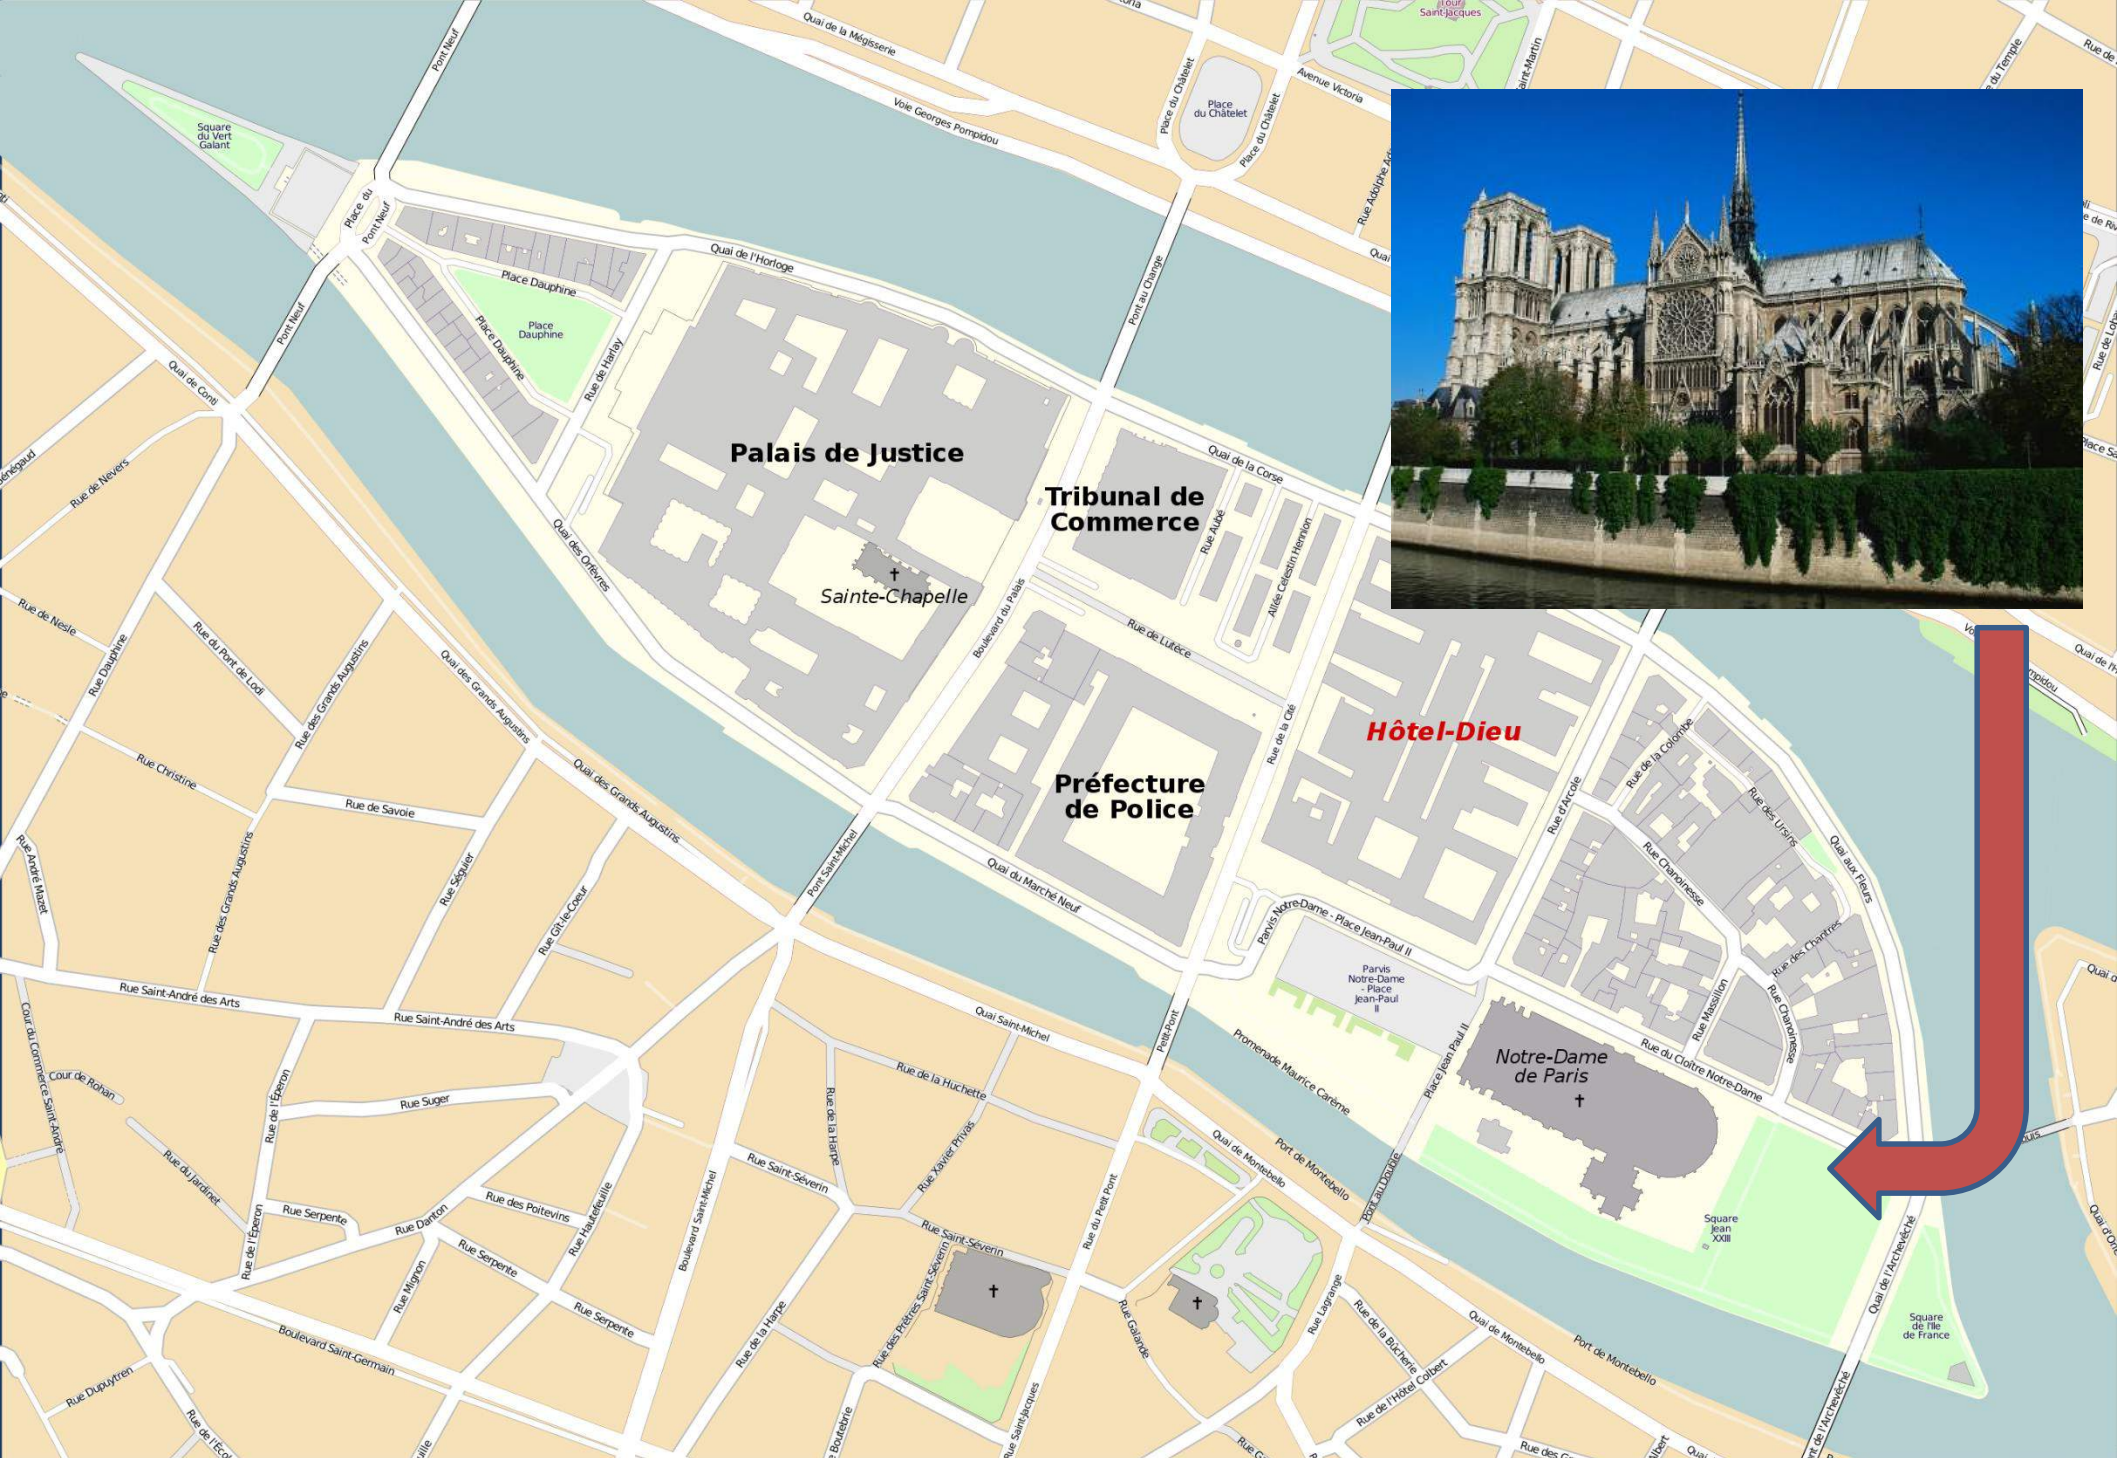 Pont Neuf
Quai de la Mégisserie
Voie Georges Pompidou
Place du Châtelet
Place
du Châtelet
Place du Châtelet
Avenue Victoria
Tour
Saint-Jacques
Square
du Vert
Galant
Place du
Pont Neuf
Pont Neuf
Quai de l'Horloge
Place Dauphine
Place
Dauphine
Place Dauphine
Rue de Harlay
Pont au Change
Quai de Conti
Rue de Nevers
Palais de Justice
Tribunal de
Commerce
Quai de la Corse
Rue Aubé
Allée Célestin Hennion
Quai des Orfèvres
Sainte-Chapelle
Boulevard du Palais
Rue de Lutèce
Rue de Nesle
Rue Dauphine
Rue du Pont de Lodi
Rue des Grands Augustins
Quai des Grands Augustins
Rue de la Cité
Hôtel-Dieu
Préfecture
de Police
Rue d'Arcole
Rue de la Colombe
Rue des Ursins
Quai aux Fleurs
Rue Chanoinesse
Rue des Chantres
Rue Massillon
Rue Chanoinesse
Rue Christine
Rue de Savoie
Quai des Grands Augustins
Rue André Mazet
Rue des Grands Augustins
Rue Séguier
Rue Gît-le-Coeur
Pont Saint-Michel
Quai du Marché Neuf
Parvis Notre-Dame - Place Jean-Paul II
Parvis
Notre-Dame
- Place
Jean-Paul
II
Rue du Cloître Notre-Dame
Notre-Dame
de Paris
Place Jean Paul II
Promenade Maurice Carême
Petit-Pont
Quai Saint-Michel
Rue Saint-André des Arts
Rue Saint-André des Arts
Cour du Commerce Saint-André
Cour de Rohan
Rue de l'Éperon
Rue Suger
Rue de la Huchette
Rue de la Harpe
Rue Xavier Privas
Quai de Montebello
Port de Montebello
Pont au Double
Square
Jean
XXIII
Quai de l'Archevêché
Square
de l'Ile
de France
Rue du Jardinet
Rue de l'Éperon
Rue Serpente
Rue Danton
Rue des Poitevins
Rue Hautefeuille
Rue Serpente
Rue Mignon
Rue Serpente
Boulevard Saint-Michel
Rue Saint-Séverin
Rue Saint-Séverin
Rue des Prêtres Saint-Séverin
Rue du Petit Pont
Rue de la Harpe
Rue Galande
Rue Lagrange
Rue de la Bûcherie
Rue de l'Hôtel Colbert
Quai de Montebello
Port de Montebello
Boulevard Saint-Germain
Rue Dupuytren
Rue Saint-Jacques